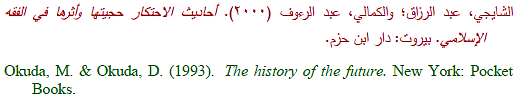 الشايجي، عبد الرزاق؛ والكمالي، عبد الرءوف (٢٠٠٠). أحاديث الاحتكار حجيتها وأثرها في الفقه
الإسلامي. بيروت: دار ابن حزم.
Okuda, M. & Okuda, D. (1993). The history of the future. New York: Pocket
Books.